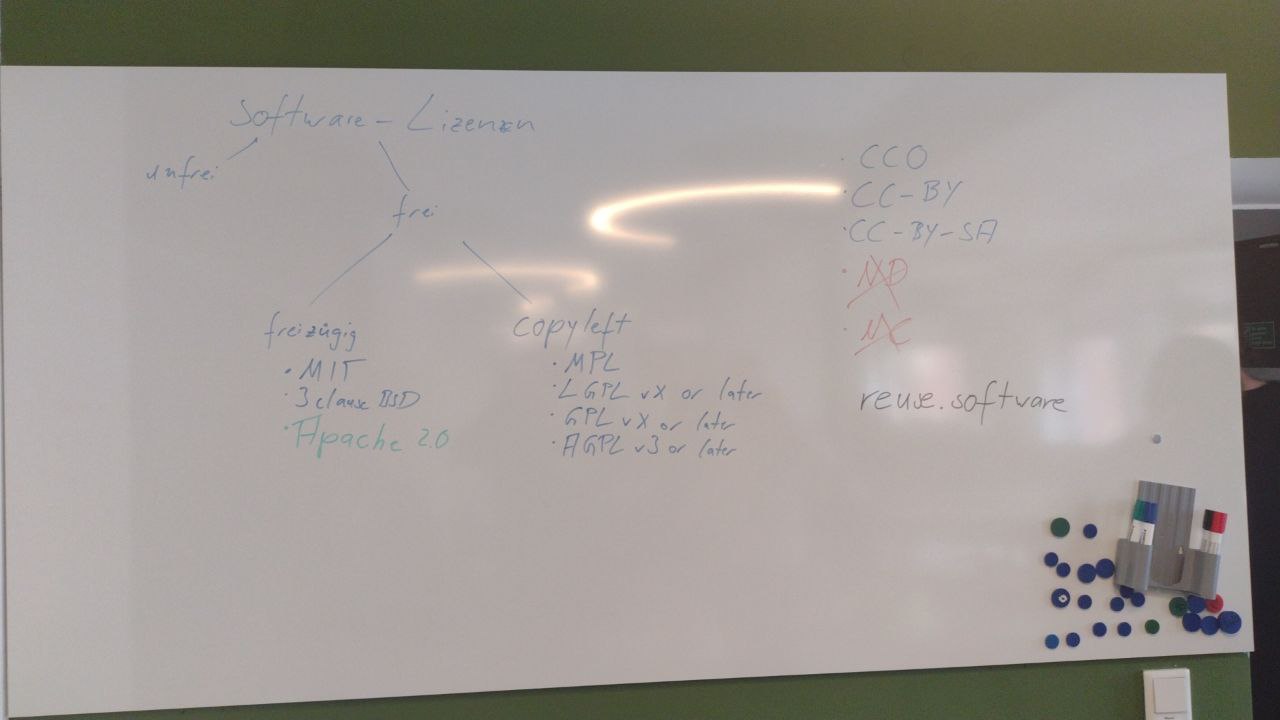 Software - Lizenzen
unfrei
frei
freizügig
• MIT
• 3 clause BSD
• Apache 2.0
copyleft
• MPL
• LGPL vX or later
• GPL vX or later
• AGPL v3 or later
• CC0
• CC-BY
• CC-BY-SA
• ND
• NC
reuse.software